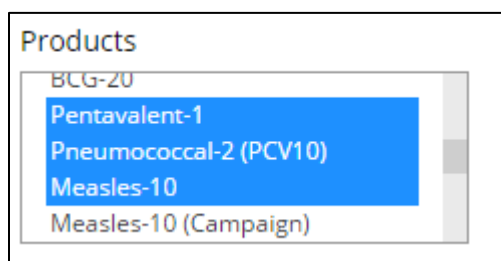 Products
BCG-20
Pentavalent-1
Pneumococcal-2 (PCV10)
Measles-10
Measles-10 (Campaign)